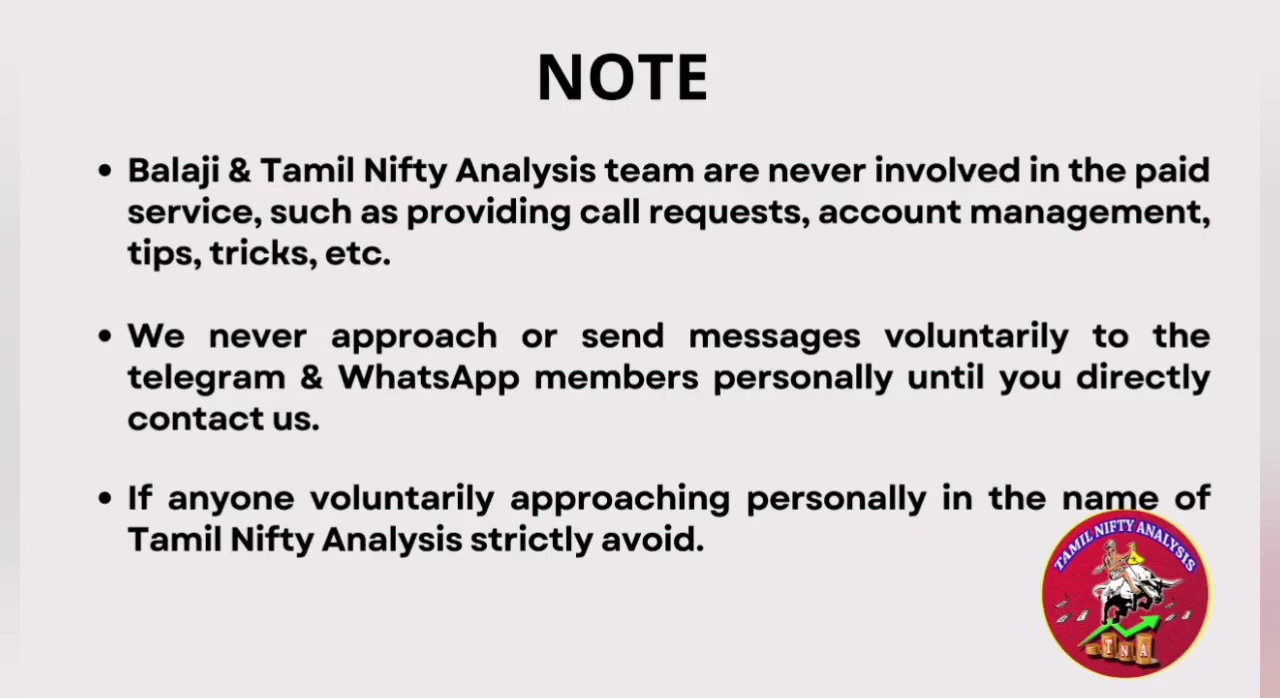 NOTE
• Balaji & Tamil Nifty Analysis team are never involved in the paid
service, such as providing call requests, account management,
tips, tricks, etc.
• We never approach or send messages voluntarily to the
telegram & WhatsApp members personally until you directly
contact us.
• If anyone voluntarily approaching personally in the name of
Tamil Nifty Analysis strictly avoid.
TAMIL NIFTY ANALYSIS
T N A